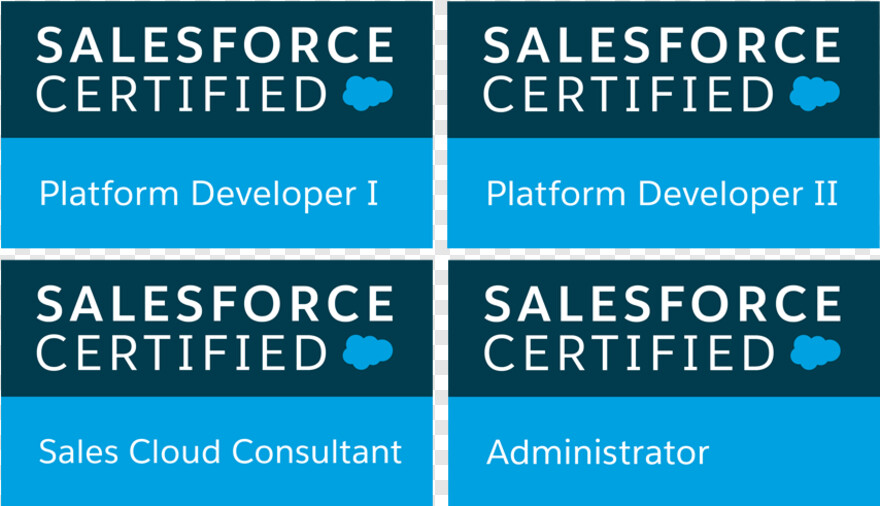 SALESFORCE
CERTIFIED
Platform Developer I
SALESFORCE
CERTIFIED
Platform Developer II
SALESFORCE
CERTIFIED
Sales Cloud Consultant
SALESFORCE
CERTIFIED
Administrator